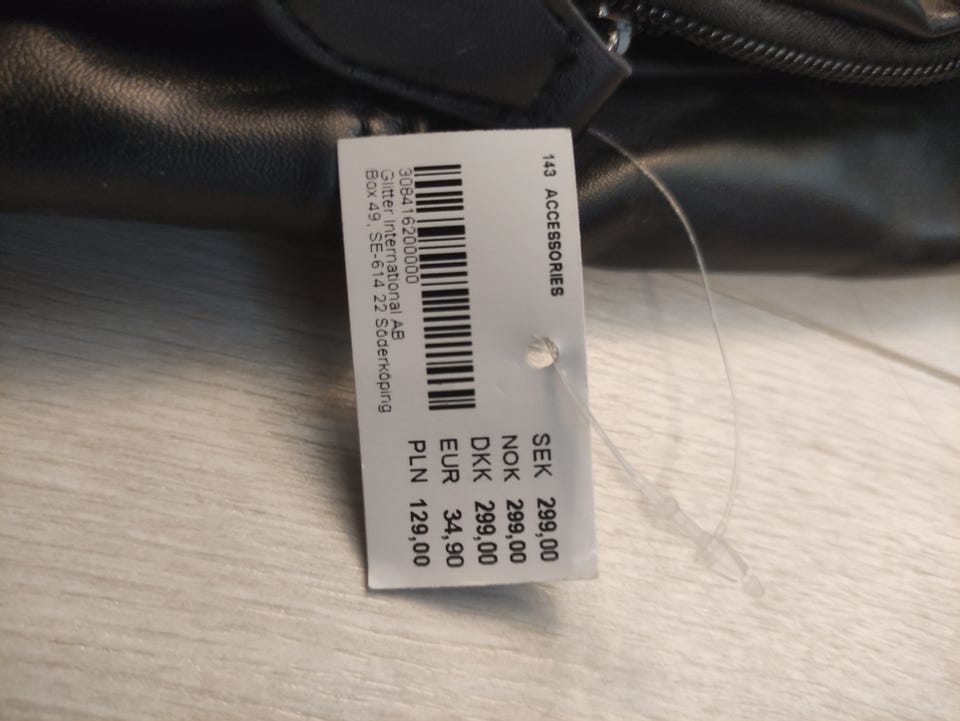 143 ACCESSORIES
308416200000
Glitter International AB
Box 49, SE-614 22 Söderköping
SEK 299,00
NOK 299,00
DKK 299,00
EUR 34,90
PLN 129,00